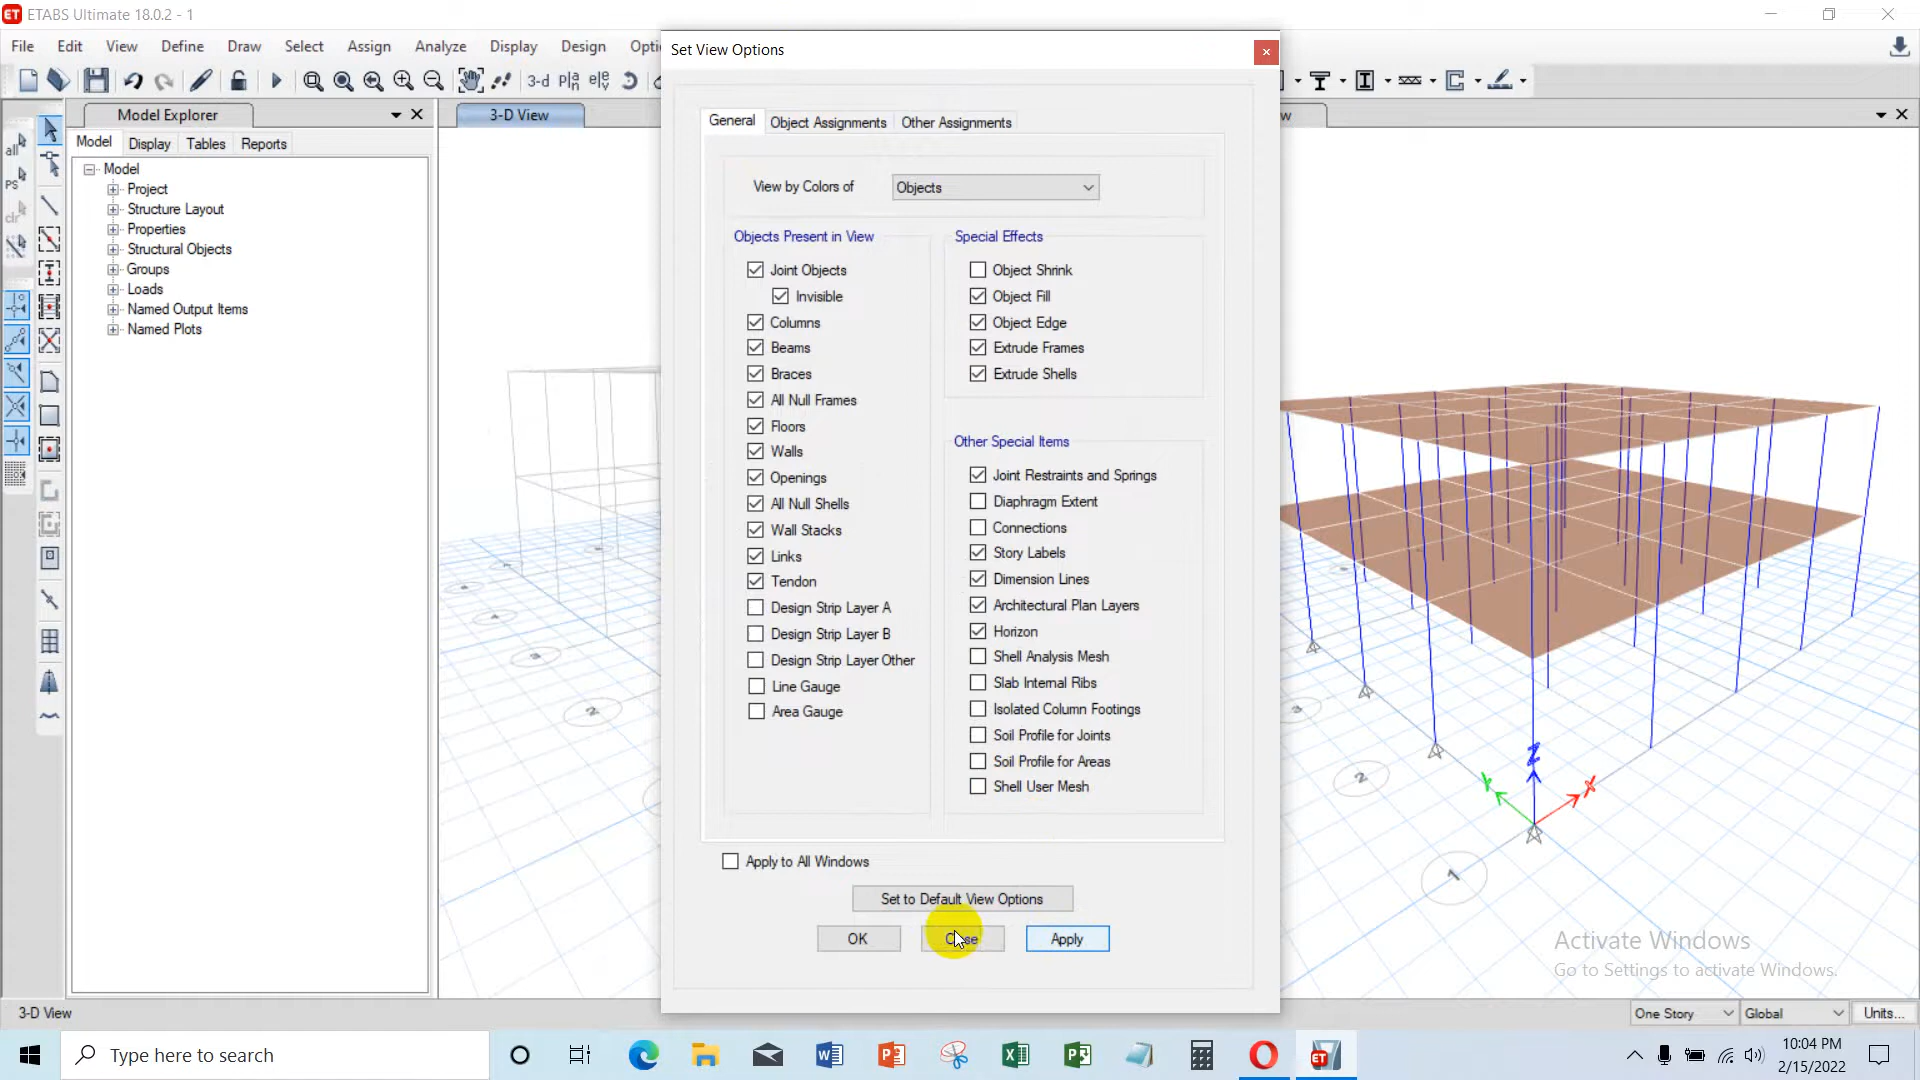 ETABS Ultimate 18.0.2 - 1
File Edit View Define Draw Select Assign Analyze Display Design
Set View Options
3-d
Model Explorer
3-D View
Model Display Tables Reports
all
PS
clr
Model
Project
Structure Layout
Properties
Structural Objects
Groups
Loads
Named Output Items
Named Plots
General Object Assignments Other Assignments
View by Colors of Objects
Objects Present in View
Joint Objects
Invisible
Columns
Beams
Braces
All Null Frames
Floors
Walls
Openings
All Null Shells
Wall Stacks
Links
Tendon
Design Strip Layer A
Design Strip Layer B
Design Strip Layer Other
Line Gauge
Area Gauge
Special Effects
Object Shrink
Object Fill
Object Edge
Extrude Frames
Extrude Shells
Other Special Items
Joint Restraints and Springs
Diaphragm Extent
Connections
Story Labels
Dimension Lines
Architectural Plan Layers
Horizon
Shell Analysis Mesh
Slab Internal Ribs
Isolated Column Footings
Soil Profile for Joints
Soil Profile for Areas
Shell User Mesh
Apply to All Windows
Set to Default View Options
OK Close Apply
Z
Y
X
2
2
1
Activate Windows
Go to Settings to activate Windows.
3-D View
One Story Global Units...
Type here to search
10:04 PM
2/15/2022